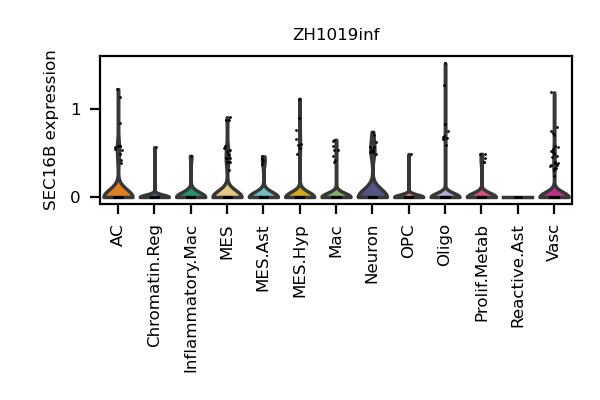 ZH1019inf
SEC16B expression
1
0
AC
Chromatin.Reg
Inflammatory.Mac
MES
MES.Ast
MES.Hyp
Mac
Neuron
OPC
Oligo
Prolif.Metab
Reactive.Ast
Vasc